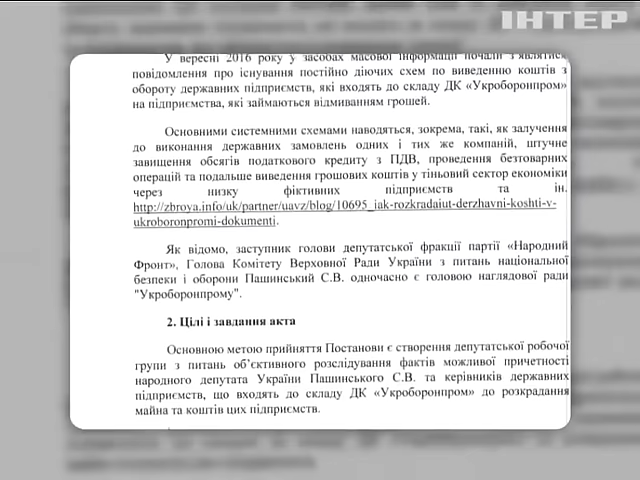 ІНТЕР
У вересні 2016 року у засобах масової інформації почали з'являтися
повідомлення про існування постійно діючих схем по виведенню коштів з
обороту державних підприємств, які входять до складу ДК «Укроборонпром»
на підприємства, які займаються відмиванням грошей.
Основними системними схемами наводяться, зокрема, такі, як залучення
до виконання державних замовлень одних і тих же компаній, штучне
завищення обсягів податкового кредиту з ПДВ, проведення безтоварних
операцій та подальше виведення грошових коштів у тіньовий сектор економіки
через низку фіктивних підприємств та ін.
http://zbroya.info/uk/partner/uavz/blog/10695_iak-rozkradaiut-derzhavni-koshti-v-
ukroboronpromi-dokumenti.
Як відомо, заступник голови депутатської фракції партії «Народний
Фронт», Голова Комітету Верховної Ради України з питань національної
безпеки і оборони Пашинський С.В. одночасно є головою наглядової ради
"Укроборонпрому".
2. Цілі і завдання акта
Основною метою прийняття Постанови є створення депутатської робочої
групи з питань об'єктивного розслідування фактів можливої причетності
народного депутата України Пашинського С.В. та керівників державних
підприємств, що входять до складу ДК «Укроборонпром» до розкрадання
майна та коштів цих підприємств.